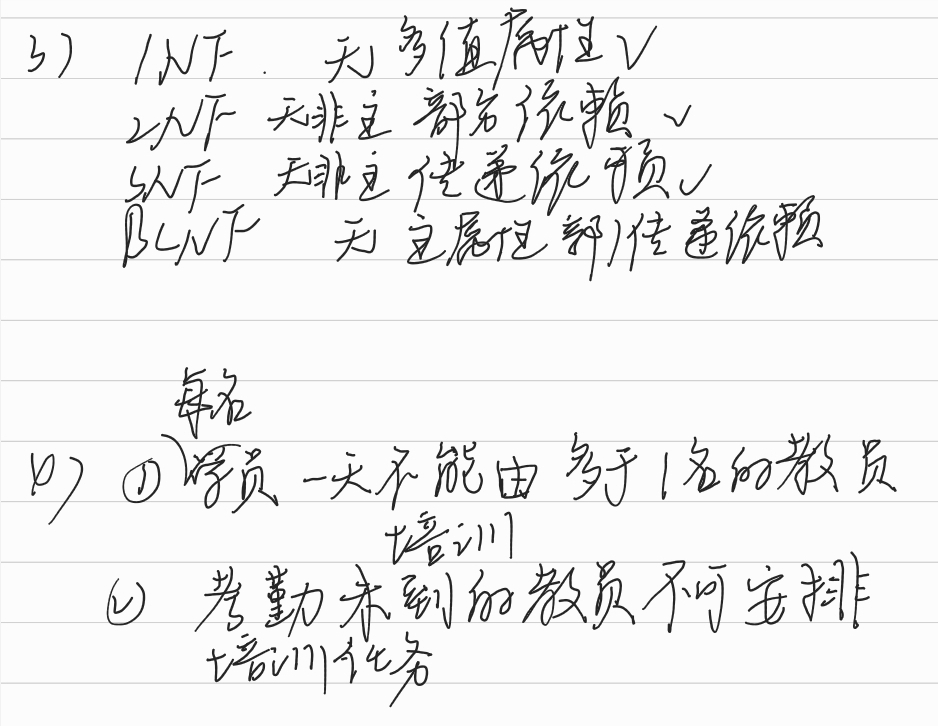 3) 1NF. 无多值属性 ✓
2NF 无非主部分依赖 ✓
3NF 无非主传递依赖 ✓
BCNF 无主属性部/传递依赖
每名
4) ① 学员一天不能由多于1名的教员
培训
② 考勤未到的教员不可安排
培训任务